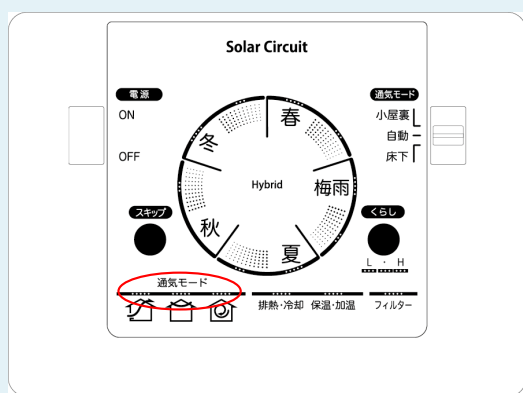 Solar Circuit
電源
ON
OFF
通気モード
小屋裏
自動
床下
春
梅雨
夏
秋
冬
Hybrid
スキップ
くらし
L ・ H
通気モード
排熱・冷却 保温・加温 フィルター